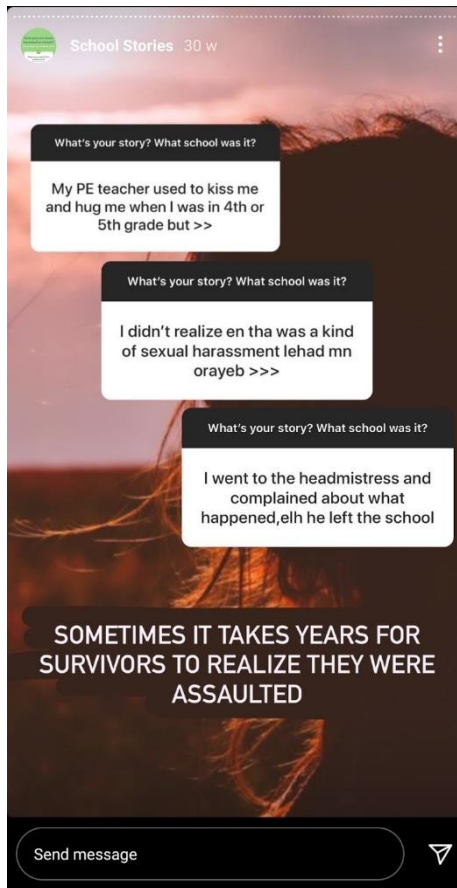 School Stories 30 w
What's your story? What school was it?
My PE teacher used to kiss me
and hug me when I was in 4th or
5th grade but >>
What's your story? What school was it?
I didn't realize en tha was a kind
of sexual harassment lehad mn
orayeb >>>
What's your story? What school was it?
I went to the headmistress and
complained about what
happened,elh he left the school
SOMETIMES IT TAKES YEARS FOR
SURVIVORS TO REALIZE THEY WERE
ASSAULTED
Send message